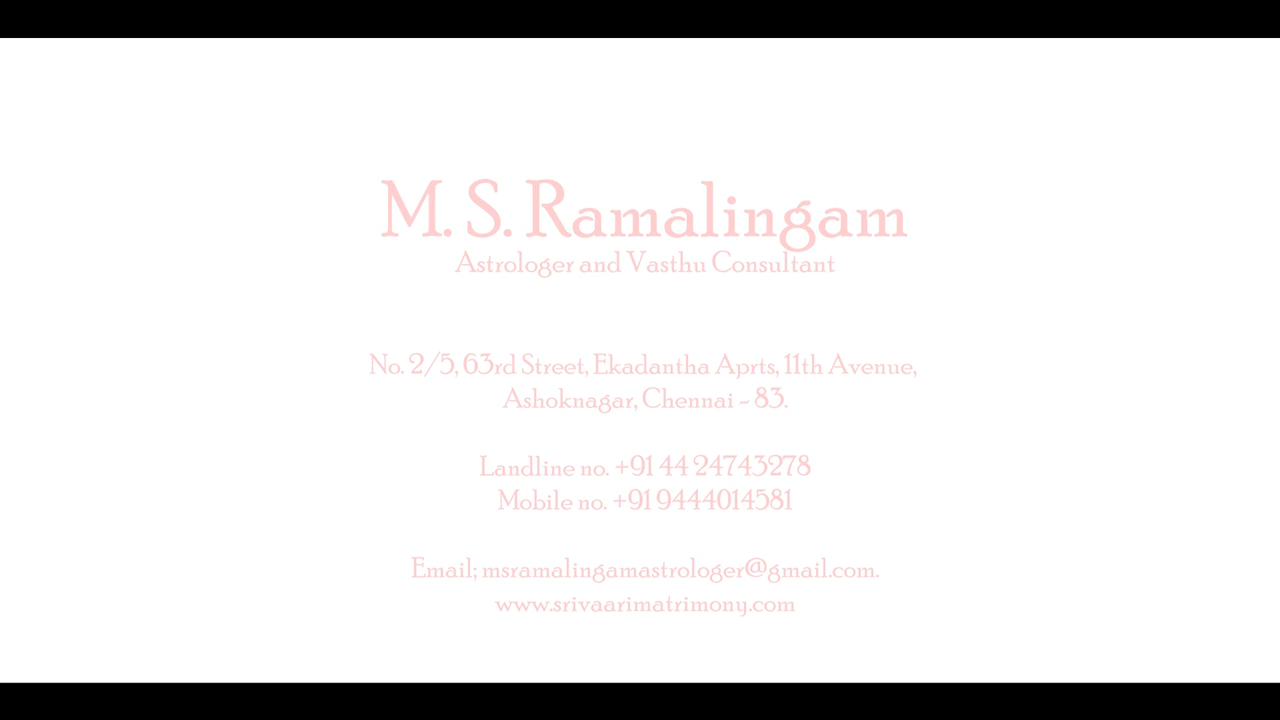 M. S. Ramalingam
Astrologer and Vasthu Consultant
No. 2/5, 63rd Street, Ekadantha Aprts, 11th Avenue,
Ashoknagar, Chennai - 83.
Landline no. +91 44 24743278
Mobile no. +91 9444014581
Email; msramalingamastrologer@gmail.com.
www.srivaarimatrimony.com